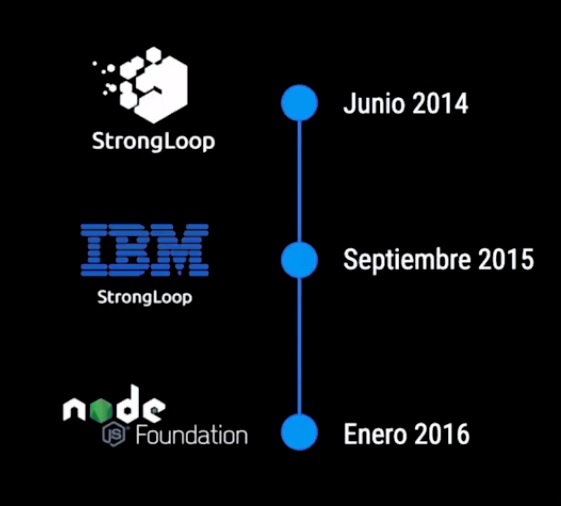 StrongLoop
Junio 2014
IBM
StrongLoop
Septiembre 2015
node
JS Foundation
Enero 2016